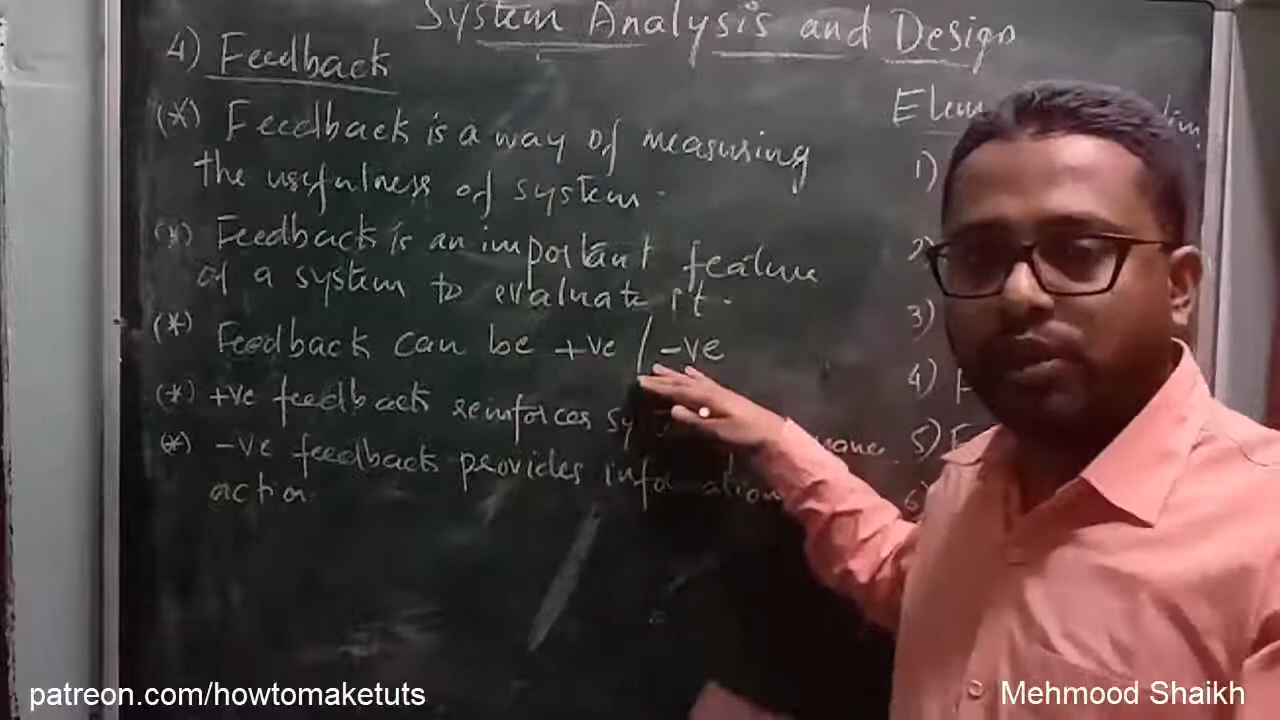 System Analysis and Design
4) Feedback
(*) Feedback is a way of measuring
the usefulness of system.
(*) Feedback is an important feature
of a system to evaluate it.
(*) Feedback can be +ve / -ve
(*) +ve feedback reinforces
(*) -ve feedback provides
action
1)
2)
3)
4)
5)
6)
patreon.com/howtomaketuts
Mehmood Shaikh